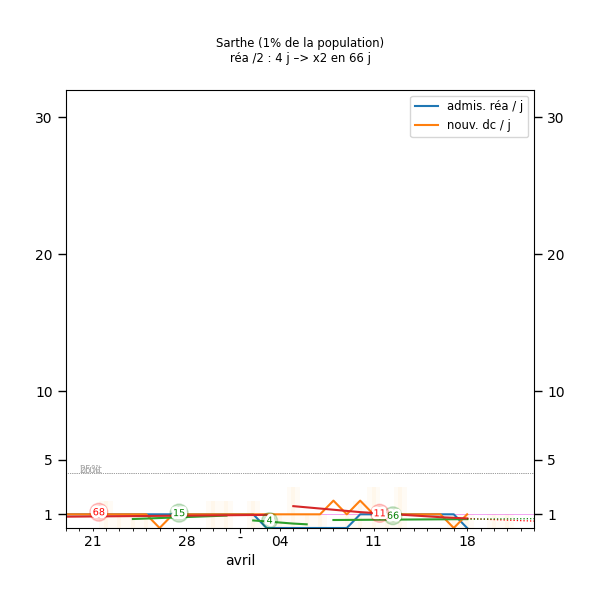 Sarthe (1% de la population)
réa /2 : 4 j –> x2 en 66 j
admis. réa / j
nouv. dc / j
30 30
20 20
10 10
5 5
1 1
68 15 4 11 66
21 28 - 04 11 18
avril